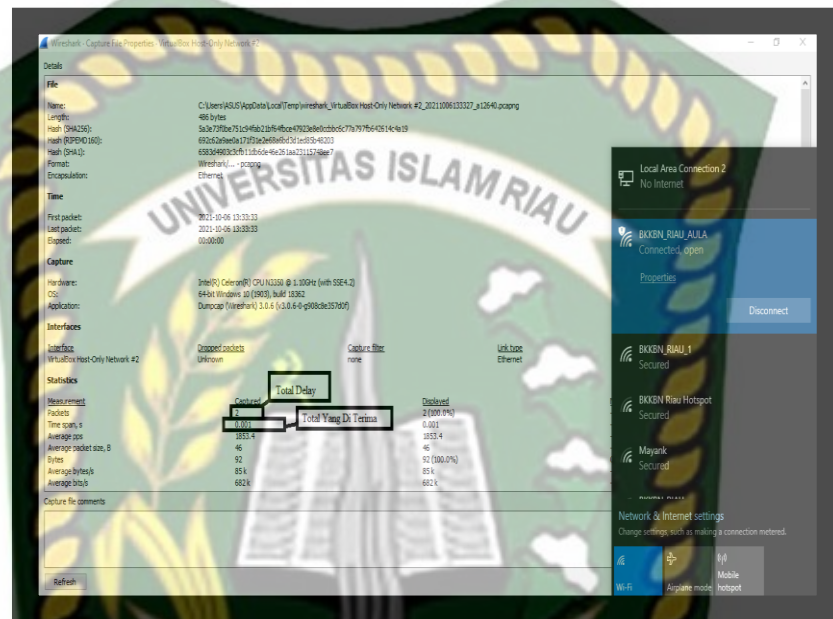 Wireshark - Capture File Properties - VirtualBox Host-Only Network #2
Details
File
Name: C:\Users\ASUS\AppData\Local\Temp\wireshark_VirtualBox Host-Only Network #2_20211006133327_a12640.pcapng
Length: 486 bytes
Hash (SHA256):
Hash (RIPEMD160):
Hash (SHA1):
Format: Wireshark/... - pcapng
Encapsulation: Ethernet
Time
First packet: 2021-10-06 13:33:33
Last packet: 2021-10-06 13:33:33
Elapsed: 00:00:00
Capture
Hardware: Intel(R) Celeron(R) CPU N3350 @ 1.10GHz (with SSE4.2)
OS: 64-bit Windows 10 (1903), build 18362
Application: Dumpcap (Wireshark) 3.0.6 (v3.0.6-0-g908c8e357d0f)
Interfaces
Interface Dropped packets Capture filter Link type
VirtualBox Host-Only Network #2 Unknown none Ethernet
Statistics
Measurement Captured Displayed
Packets 2 2 (100.0%)
Time span, s 0.001 0.001
Average pps 1853.4 1853.4
Average packet size, B 46 46
Bytes 92 92 (100.0%)
Average bytes/s 85 k 85 k
Average bits/s 682 k 682 k
Total Delay
Total Yang Di Terima
Capture file comments
Refresh
UNIVERSITAS ISLAM RIAU
Local Area Connection 2
No Internet
BKKBN_RIAU_AULA
Connected, open
Properties
Disconnect
BKKBN_RIAU_1
Secured
BKKBN Riau Hotspot
Secured
Mayank
Secured
Network & Internet settings
Change settings, such as making a connection metered.
Wi-Fi
Airplane mode
Mobile
hotspot